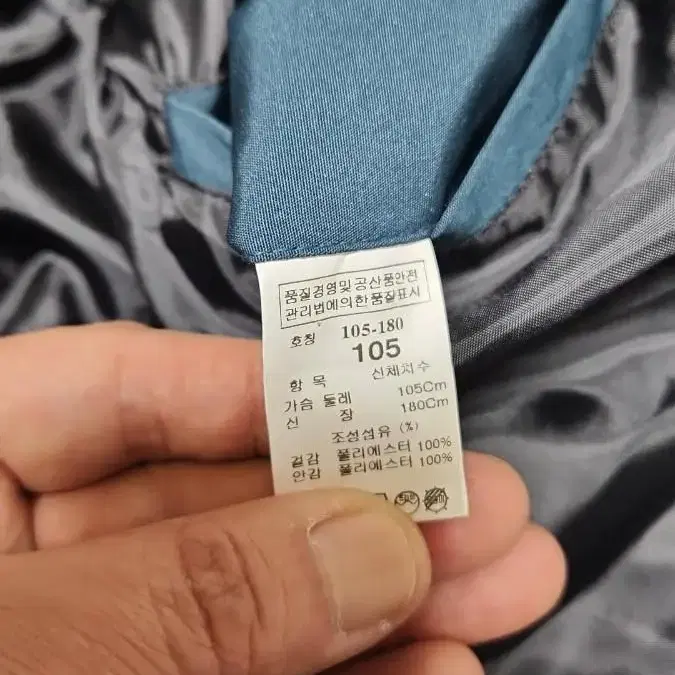 품질경영및공산품안전
관리법에의한품질표시
호칭 105-180
105
항 목 신체치수
가슴 둘레 105Cm
신 장 180Cm
조성섬유 (%)
겉감 폴리에스터 100%
안감 폴리에스터 100%